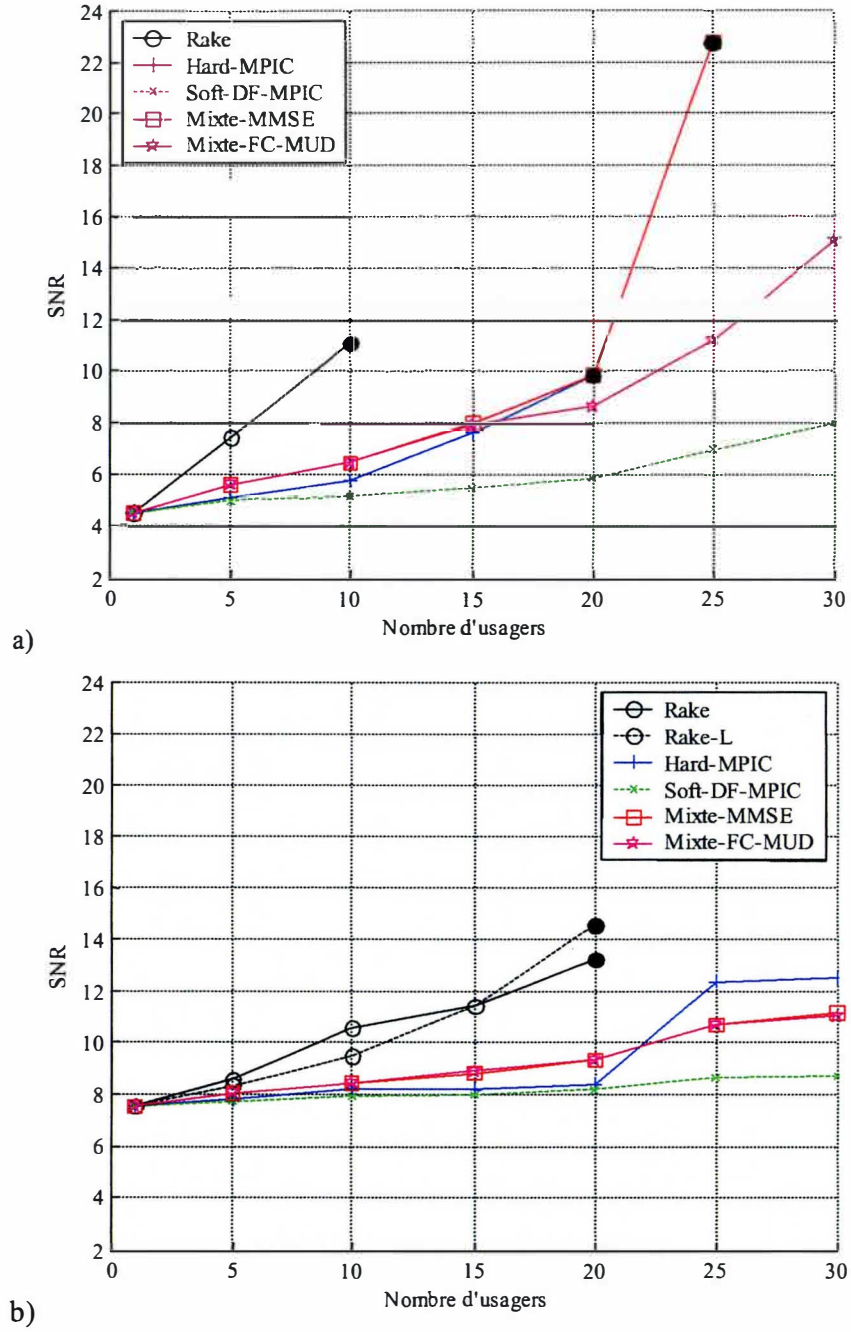 24
22
20
18
16
14
12
10
8
6
4
2
SNR
Rake
Hard-MPIC
Soft-DF-MPIC
Mixte-MMSE
Mixte-FC-MUD
0
5
10
15
20
25
30
Nombre d'usagers
a)
24
22
20
18
16
14
12
10
8
6
4
2
SNR
Rake
Rake-L
Hard-MPIC
Soft-DF-MPIC
Mixte-MMSE
Mixte-FC-MUD
0
5
10
15
20
25
30
Nombre d'usagers
b)